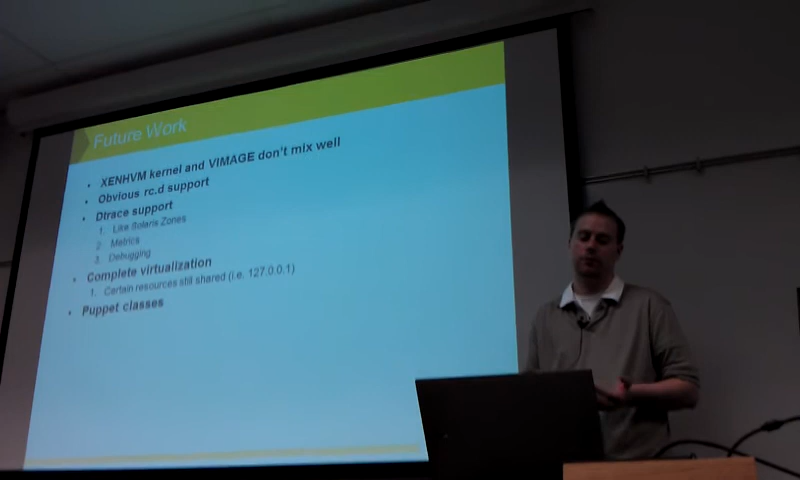 Future Work
• XENHVM kernel and VIMAGE don't mix well
• Obvious rc.d support
• Dtrace support
1. Like Solaris Zones
2. Metrics
3. Debugging
• Complete virtualization
1. Certain resources still shared (i.e. 127.0.0.1)
• Puppet classes